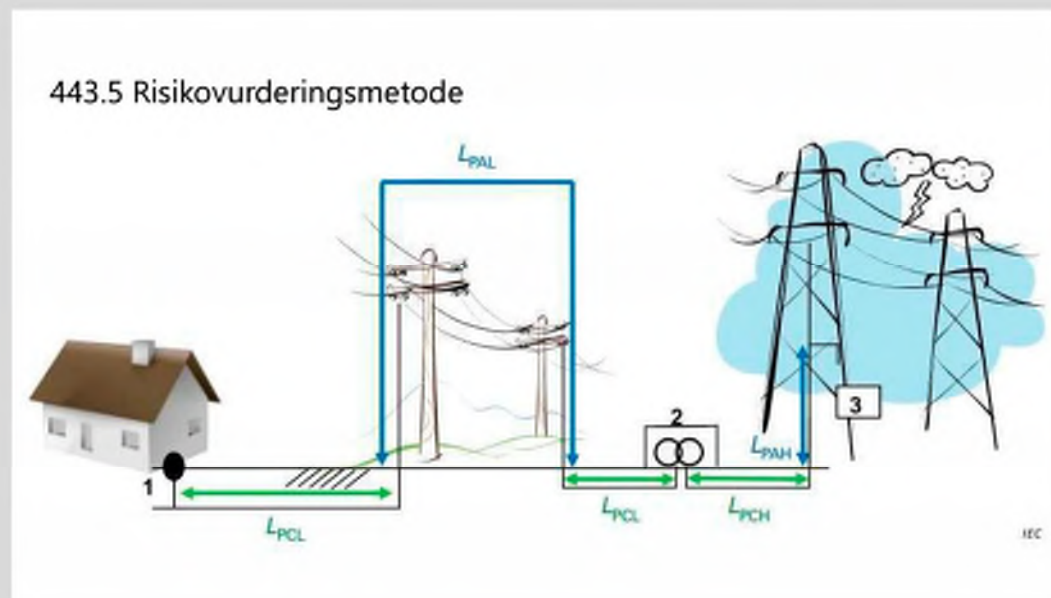 443.5 Risikovurderingsmetode
LPAL
3
2
LPAH
1
LPCL
LPCL
LPCH
IEC